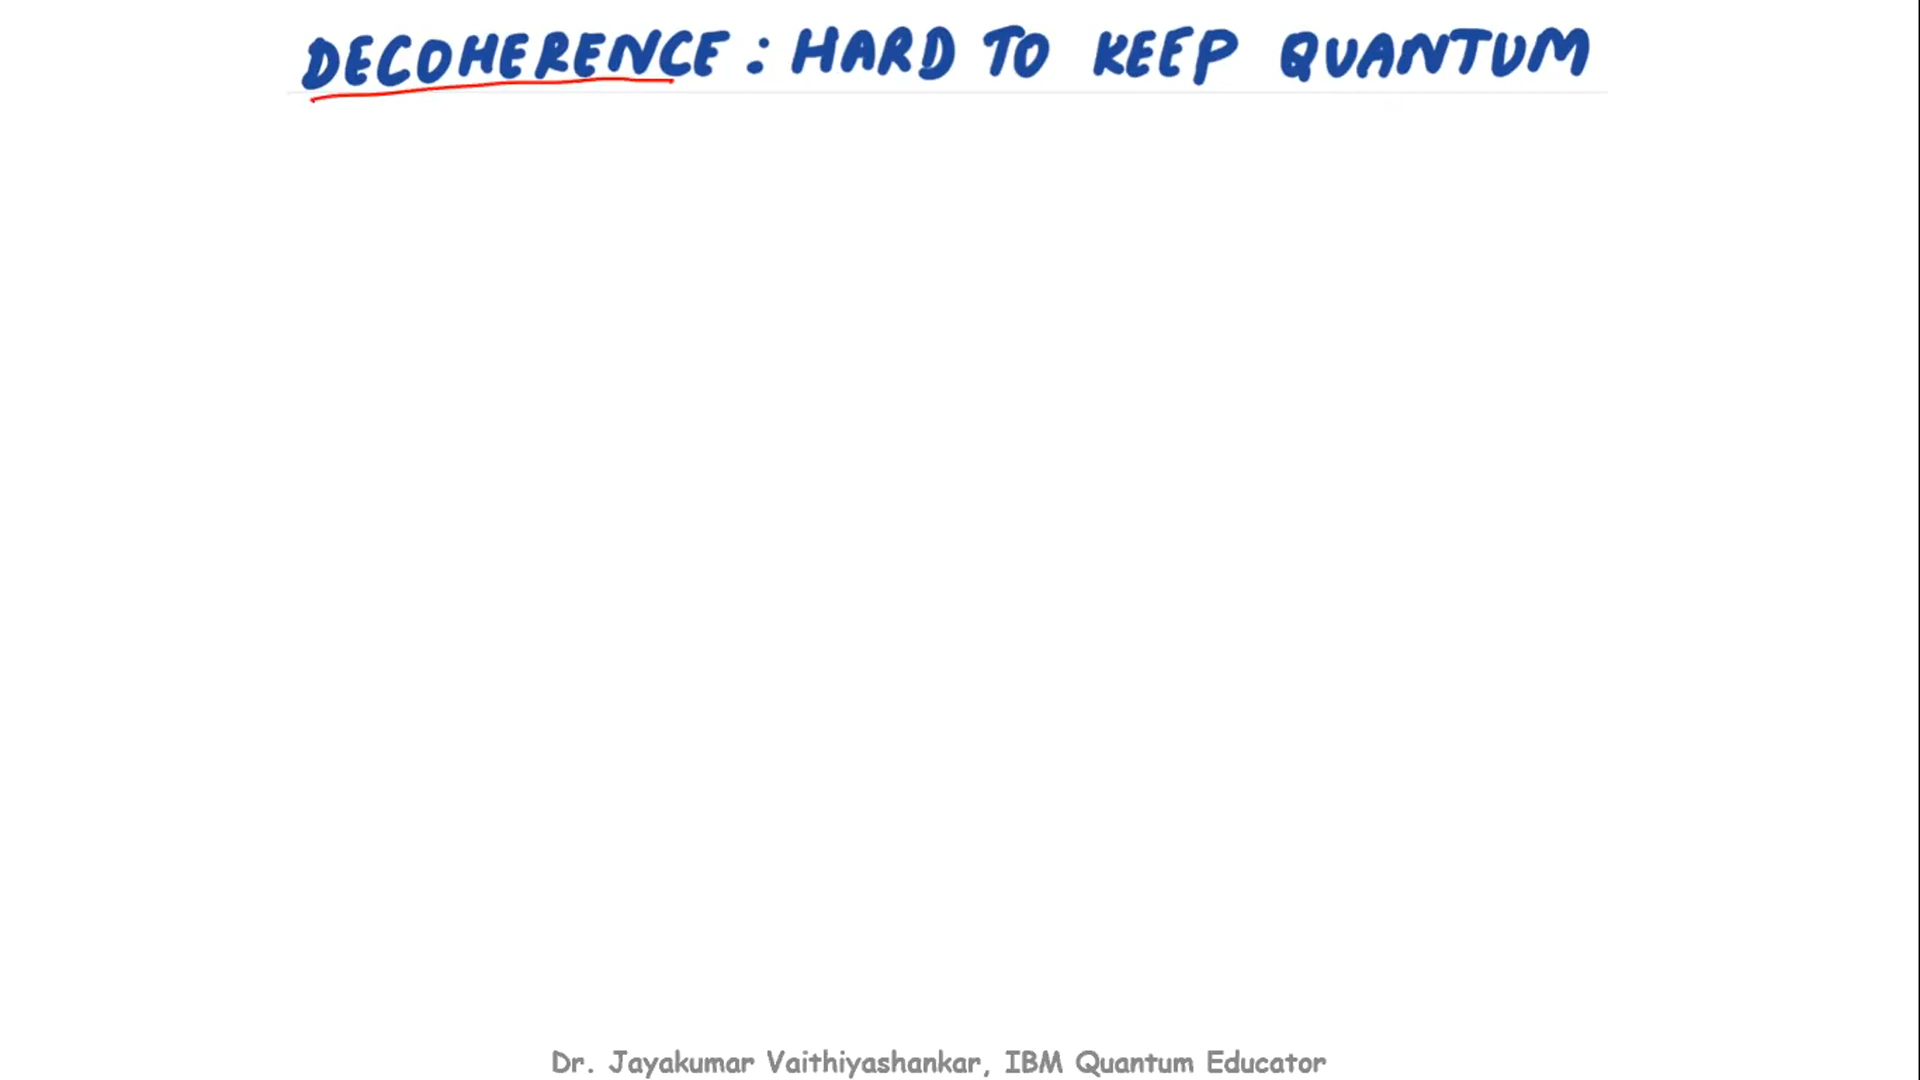 DECOHERENCE : HARD TO KEEP QUANTUM
Dr. Jayakumar Vaithiyashankar, IBM Quantum Educator